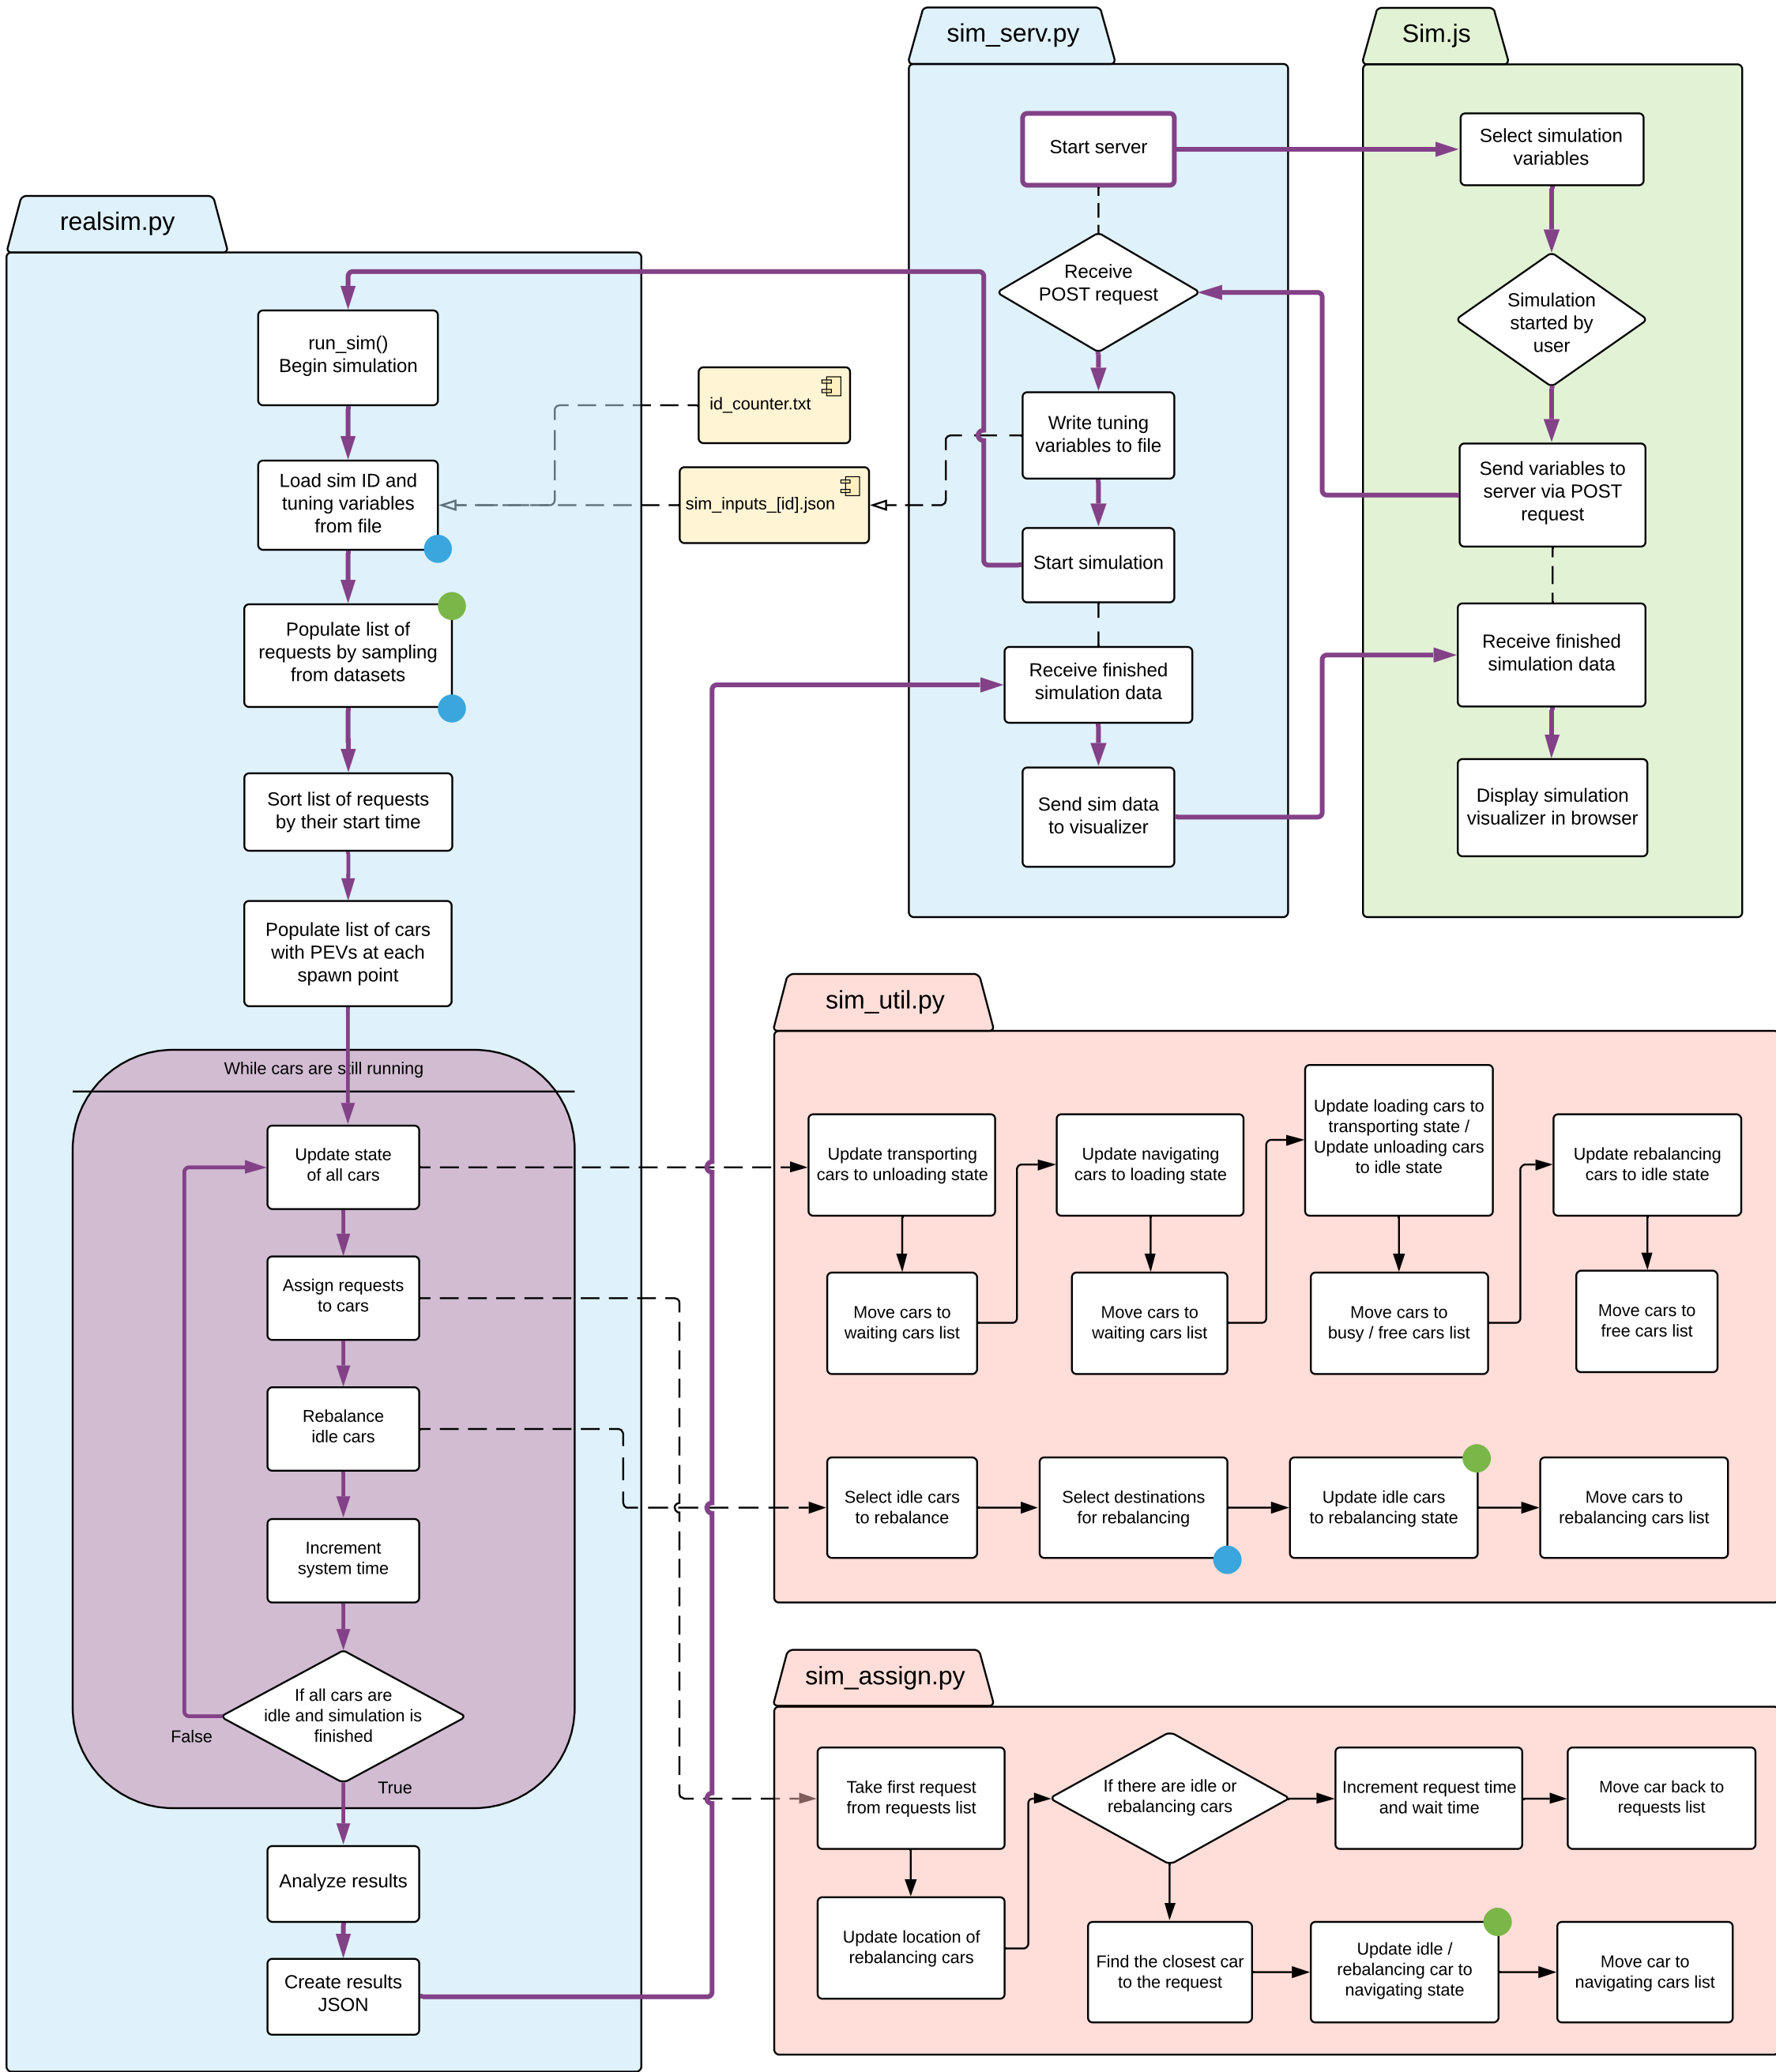 sim_serv.py
Start server
Receive
POST request
Write tuning
variables to file
Start simulation
Receive finished
simulation data
Send sim data
to visualizer
Sim.js
Select simulation
variables
Simulation
started by
user
Send variables to
server via POST
request
Receive finished
simulation data
Display simulation
visualizer in browser
realsim.py
run_sim()
Begin simulation
Load sim ID and
tuning variables
from file
Populate list of
requests by sampling
from datasets
Sort list of requests
by their start time
Populate list of cars
with PEVs at each
spawn point
While cars are still running
Update state
of all cars
Assign requests
to cars
Rebalance
idle cars
Increment
system time
If all cars are
idle and simulation is
finished
False
True
Analyze results
Create results
JSON
id_counter.txt
sim_inputs_[id].json
sim_util.py
Update transporting
cars to unloading state
Move cars to
waiting cars list
Update navigating
cars to loading state
Move cars to
waiting cars list
Update loading cars to
transporting state /
Update unloading cars
to idle state
Move cars to
busy / free cars list
Update rebalancing
cars to idle state
Move cars to
free cars list
Select idle cars
to rebalance
Select destinations
for rebalancing
Update idle cars
to rebalancing state
Move cars to
rebalancing cars list
sim_assign.py
Take first request
from requests list
Update location of
rebalancing cars
If there are idle or
rebalancing cars
Increment request time
and wait time
Move car back to
requests list
Find the closest car
to the request
Update idle /
rebalancing car to
navigating state
Move car to
navigating cars list